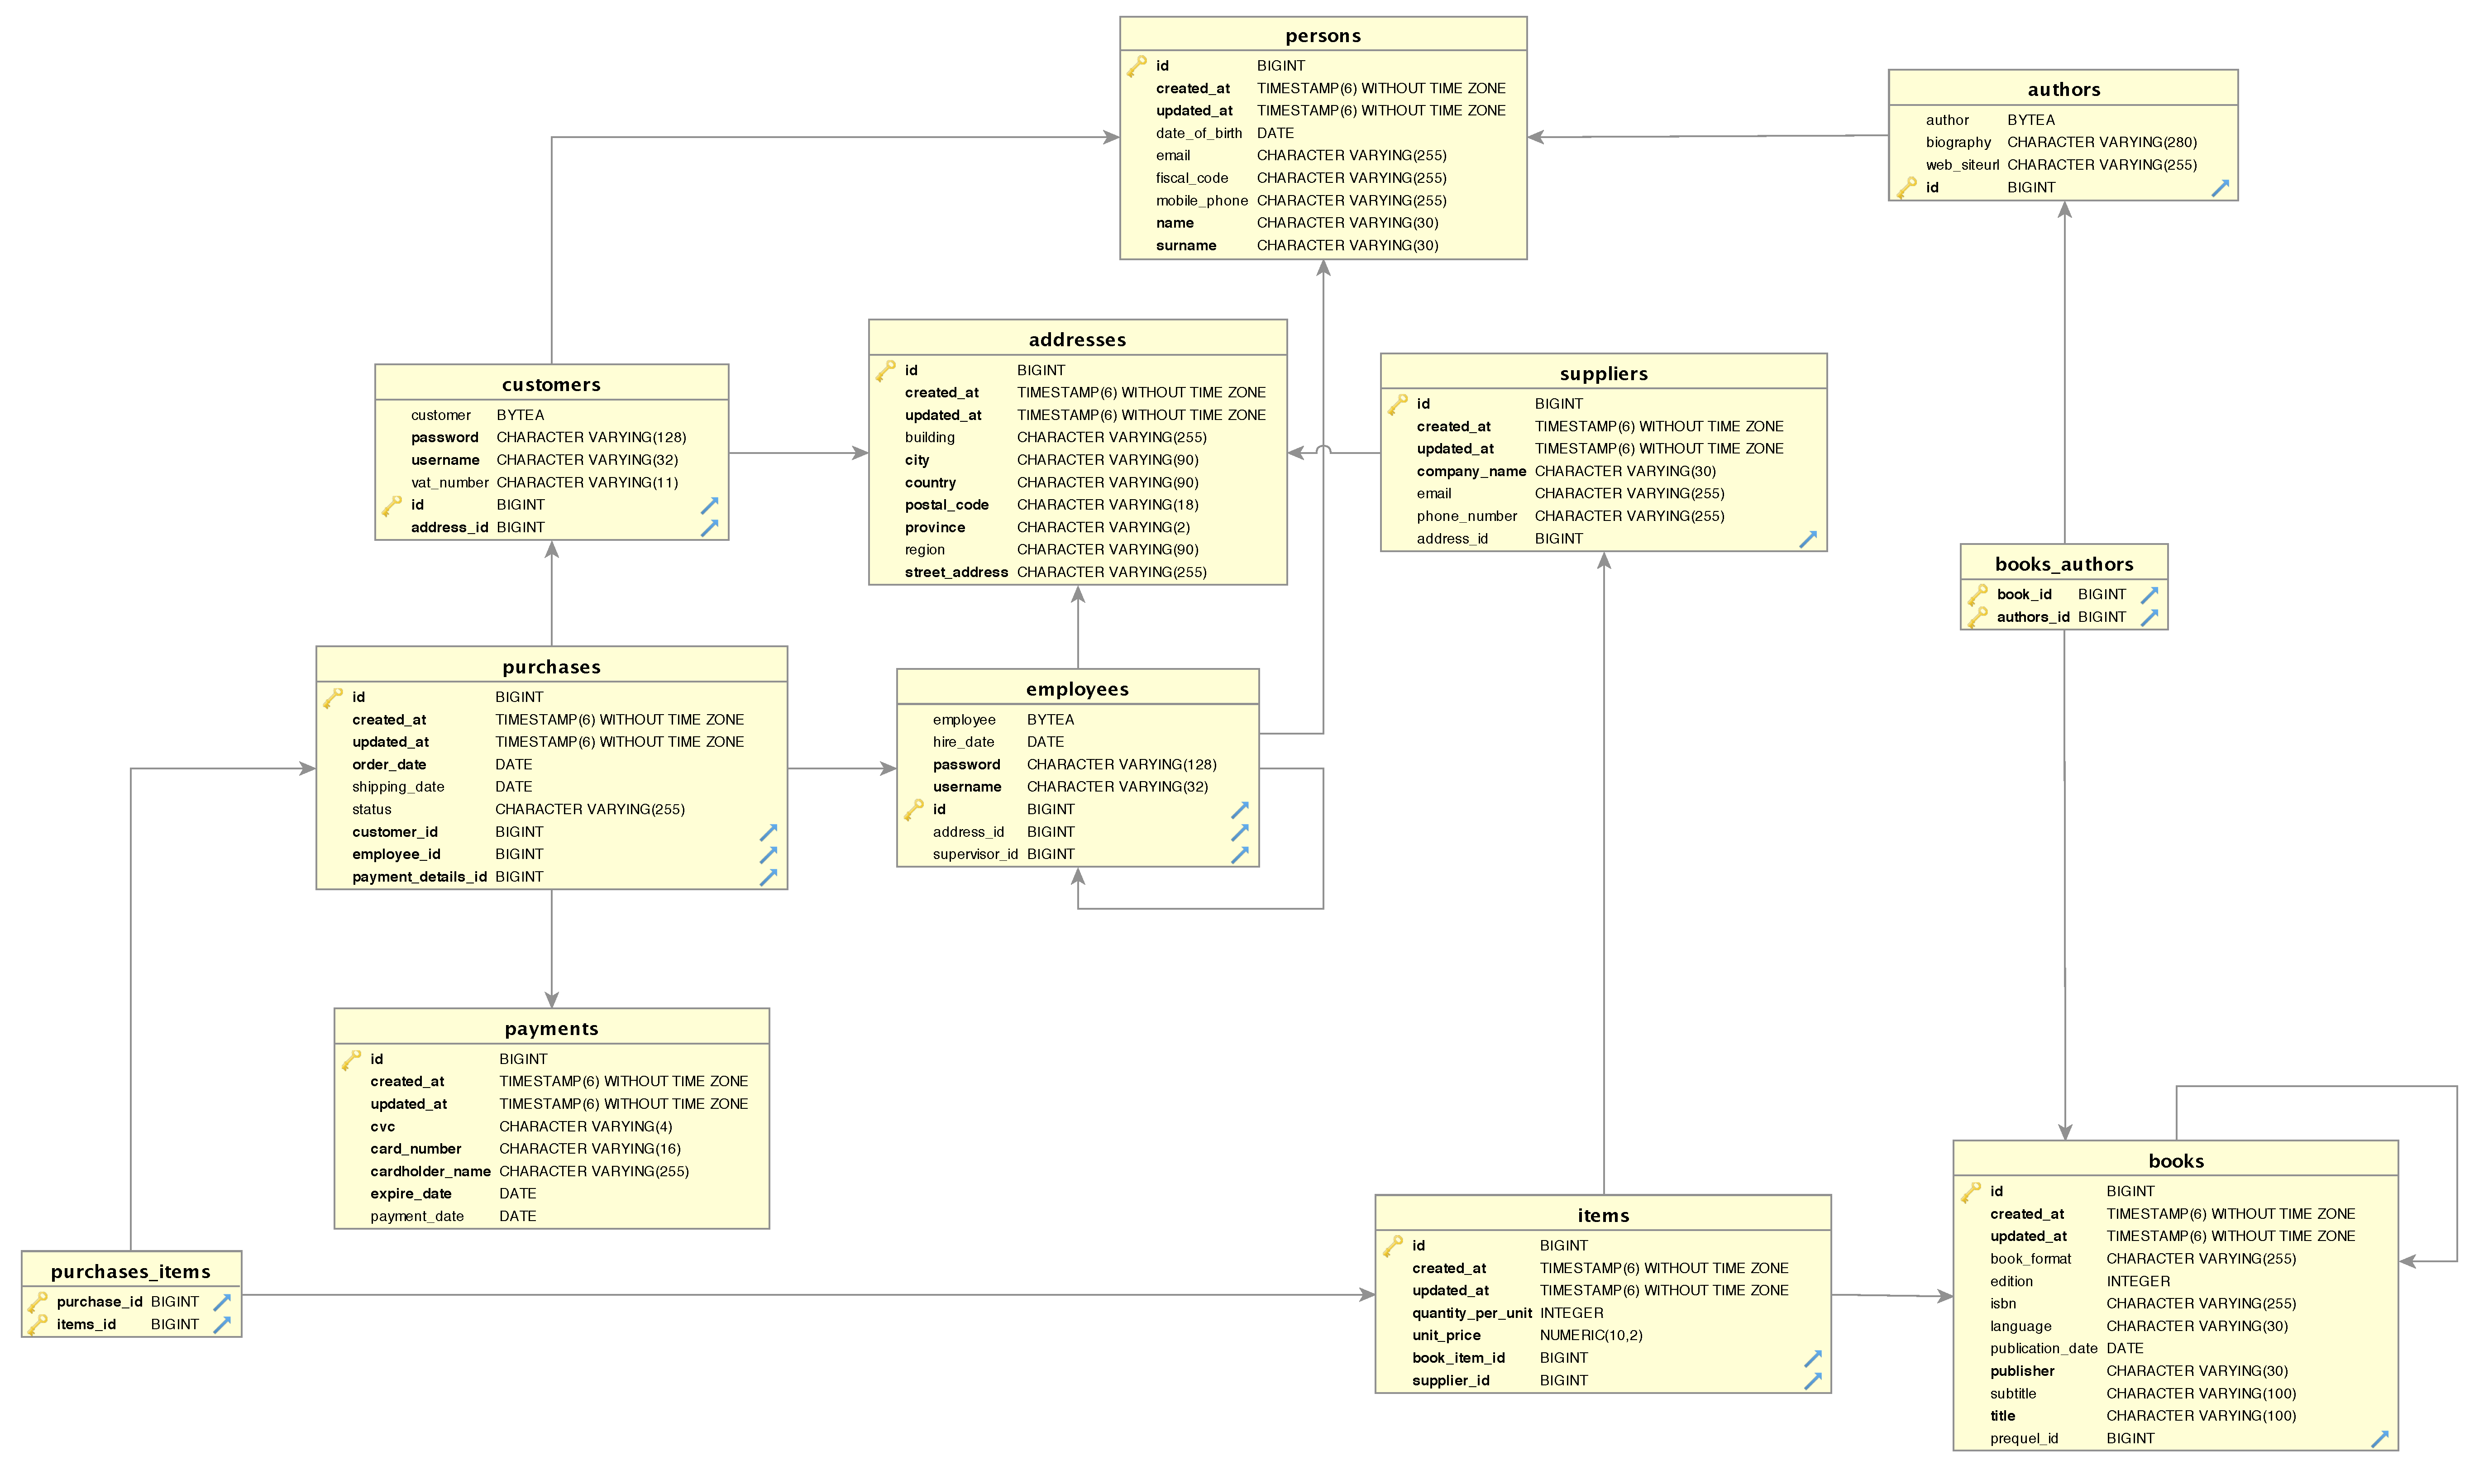 persons
id BIGINT
created_at TIMESTAMP(6) WITHOUT TIME ZONE
updated_at TIMESTAMP(6) WITHOUT TIME ZONE
date_of_birth DATE
email CHARACTER VARYING(255)
fiscal_code CHARACTER VARYING(255)
mobile_phone CHARACTER VARYING(255)
name CHARACTER VARYING(30)
surname CHARACTER VARYING(30)
authors
author BYTEA
biography CHARACTER VARYING(280)
web_siteurl CHARACTER VARYING(255)
id BIGINT
addresses
id BIGINT
created_at TIMESTAMP(6) WITHOUT TIME ZONE
updated_at TIMESTAMP(6) WITHOUT TIME ZONE
building CHARACTER VARYING(255)
city CHARACTER VARYING(90)
country CHARACTER VARYING(90)
postal_code CHARACTER VARYING(18)
province CHARACTER VARYING(2)
region CHARACTER VARYING(90)
street_address CHARACTER VARYING(255)
customers
customer BYTEA
password CHARACTER VARYING(128)
username CHARACTER VARYING(32)
vat_number CHARACTER VARYING(11)
id BIGINT
address_id BIGINT
suppliers
id BIGINT
created_at TIMESTAMP(6) WITHOUT TIME ZONE
updated_at TIMESTAMP(6) WITHOUT TIME ZONE
company_name CHARACTER VARYING(30)
email CHARACTER VARYING(255)
phone_number CHARACTER VARYING(255)
address_id BIGINT
books_authors
book_id BIGINT
authors_id BIGINT
purchases
id BIGINT
created_at TIMESTAMP(6) WITHOUT TIME ZONE
updated_at TIMESTAMP(6) WITHOUT TIME ZONE
order_date DATE
shipping_date DATE
status CHARACTER VARYING(255)
customer_id BIGINT
employee_id BIGINT
payment_details_id BIGINT
employees
employee BYTEA
hire_date DATE
password CHARACTER VARYING(128)
username CHARACTER VARYING(32)
id BIGINT
address_id BIGINT
supervisor_id BIGINT
payments
id BIGINT
created_at TIMESTAMP(6) WITHOUT TIME ZONE
updated_at TIMESTAMP(6) WITHOUT TIME ZONE
cvc CHARACTER VARYING(4)
card_number CHARACTER VARYING(16)
cardholder_name CHARACTER VARYING(255)
expire_date DATE
payment_date DATE
purchases_items
purchase_id BIGINT
items_id BIGINT
items
id BIGINT
created_at TIMESTAMP(6) WITHOUT TIME ZONE
updated_at TIMESTAMP(6) WITHOUT TIME ZONE
quantity_per_unit INTEGER
unit_price NUMERIC(10,2)
book_item_id BIGINT
supplier_id BIGINT
books
id BIGINT
created_at TIMESTAMP(6) WITHOUT TIME ZONE
updated_at TIMESTAMP(6) WITHOUT TIME ZONE
book_format CHARACTER VARYING(255)
edition INTEGER
isbn CHARACTER VARYING(255)
language CHARACTER VARYING(30)
publication_date DATE
publisher CHARACTER VARYING(30)
subtitle CHARACTER VARYING(100)
title CHARACTER VARYING(100)
prequel_id BIGINT